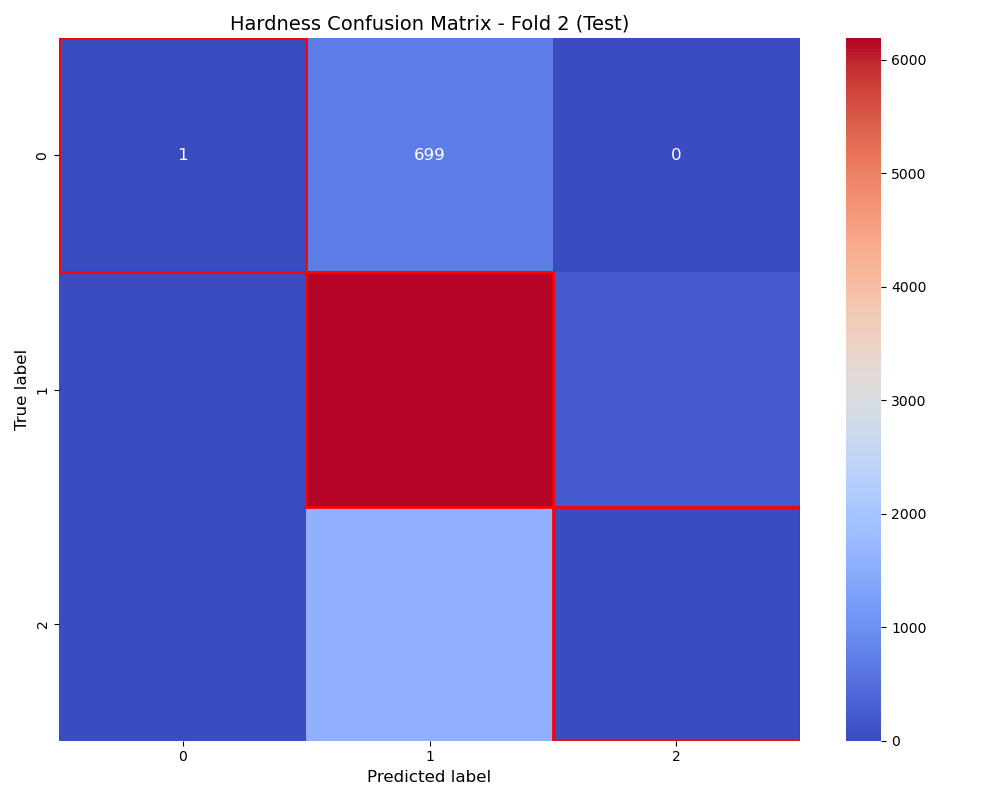 Hardness Confusion Matrix - Fold 2 (Test)
0
1 699 0
1
2
0 1 2
True label
Predicted label
6000
5000
4000
3000
2000
1000
0